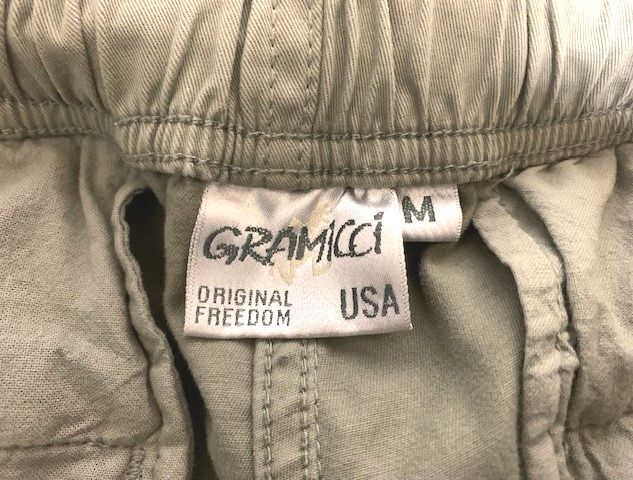 GRAMICCi
ORIGINAL
FREEDOM
USA
M